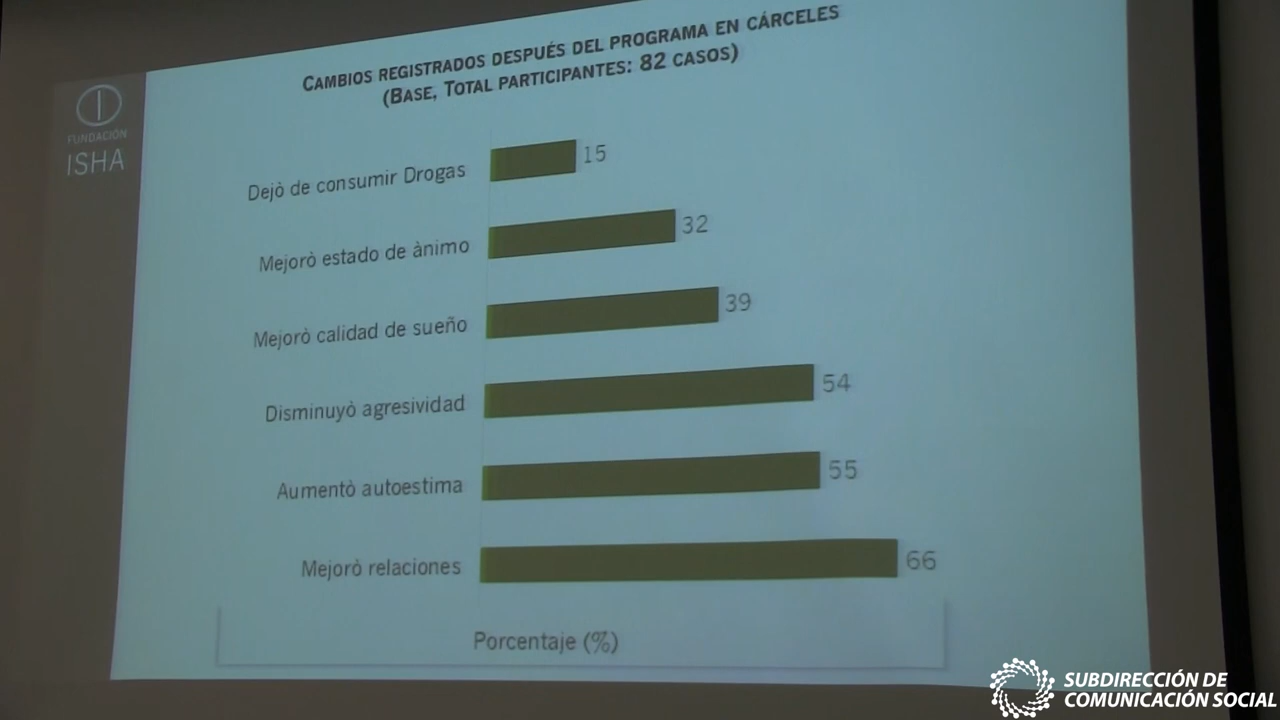 CAMBIOS REGISTRADOS DESPUÉS DEL PROGRAMA EN CÁRCELES
(BASE, TOTAL PARTICIPANTES: 82 CASOS)
FUNDACIÓN
ISHA
Dejò de consumir Drogas 15
Mejorò estado de ànimo 32
Mejorò calidad de sueño 39
Disminuyò agresividad 54
Aumentò autoestima 55
Mejorò relaciones 66
Porcentaje (%)
SUBDIRECCIÓN DE
COMUNICACIÓN SOCIAL